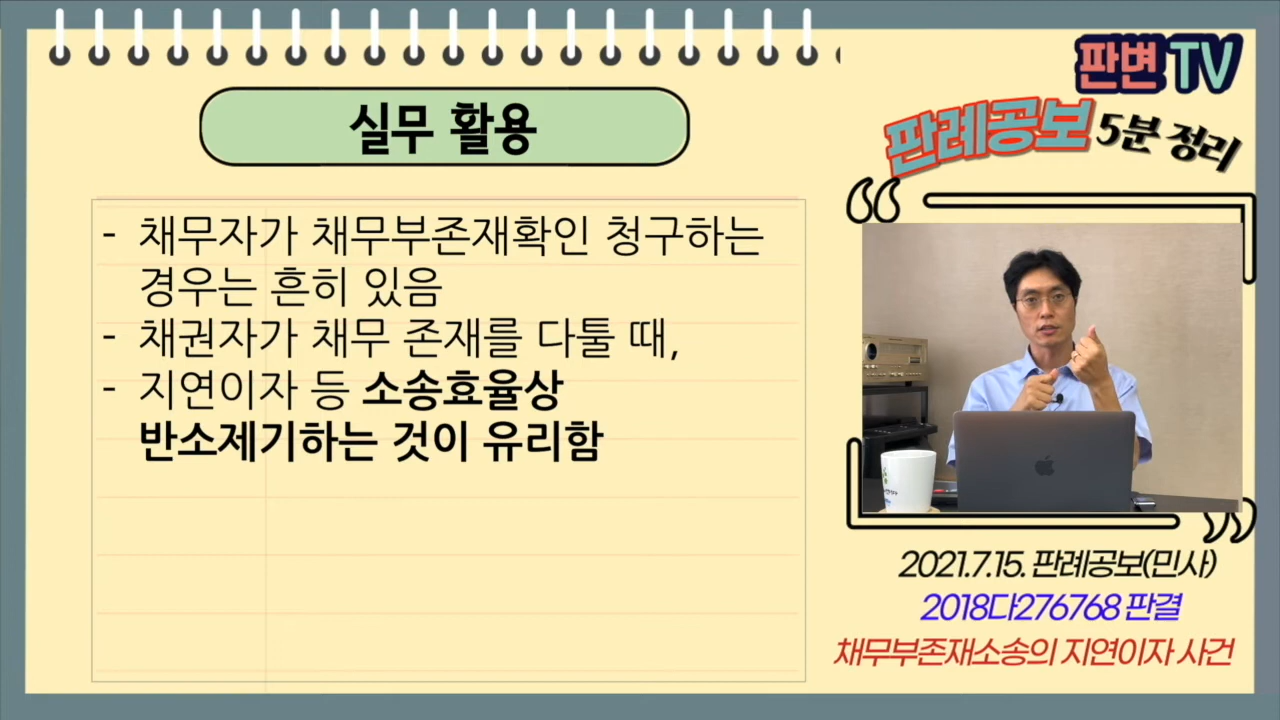 판변 TV
판례공보 5분 정리
실무 활용
- 채무자가 채무부존재확인 청구하는
경우는 흔히 있음
- 채권자가 채무 존재를 다툴 때,
- 지연이자 등 소송효율상
반소제기하는 것이 유리함
2021.7.15. 판례공보(민사)
2018다276768 판결
채무부존재소송의 지연이자 사건